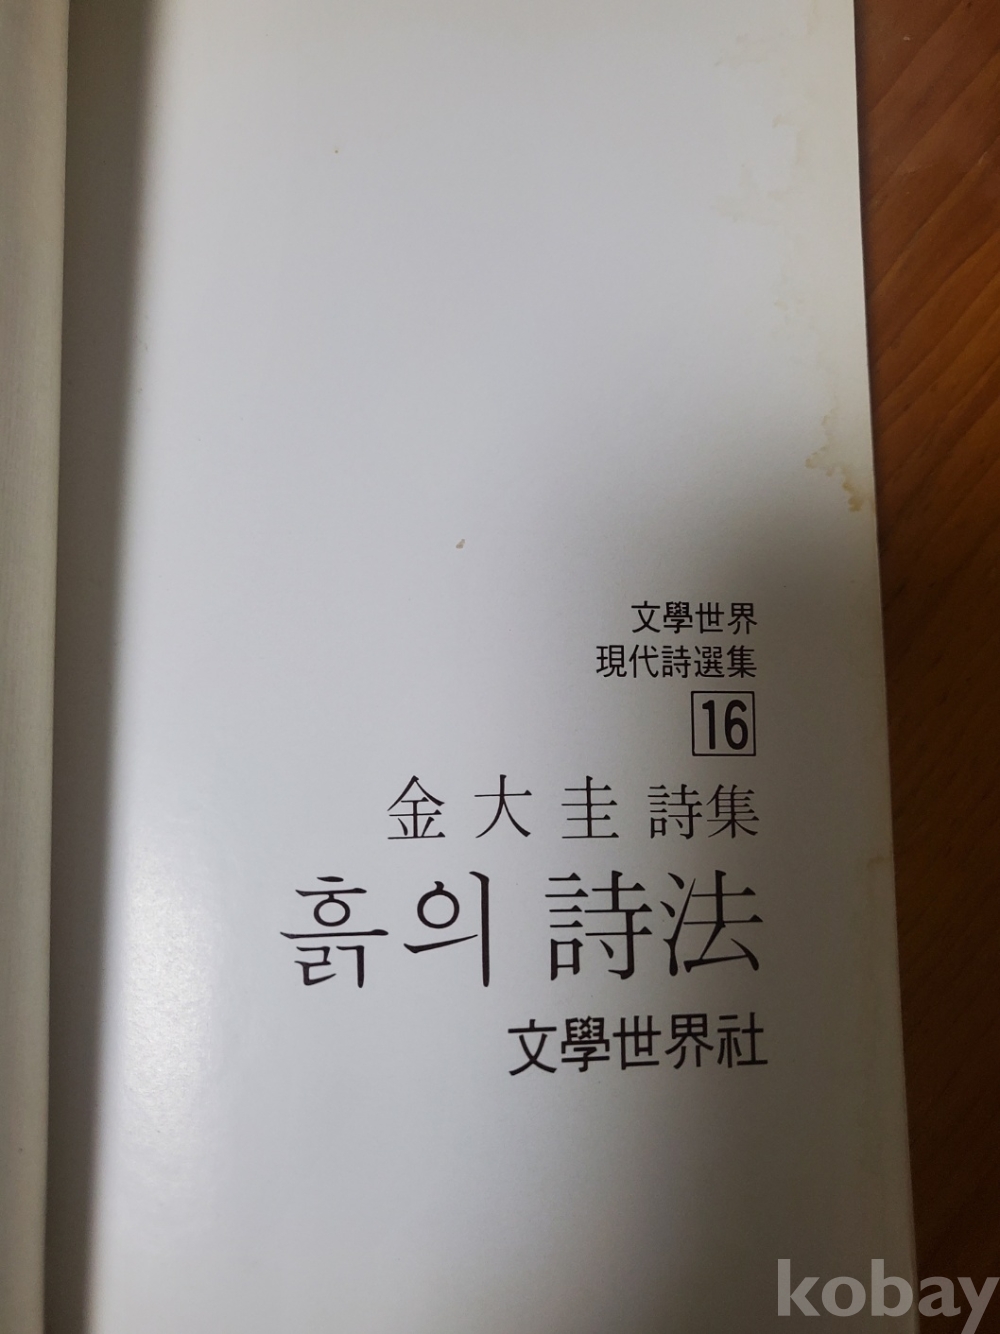 文學世界
現代詩選集
16
金大圭 詩集
흙의 詩法
文學世界社
kobay